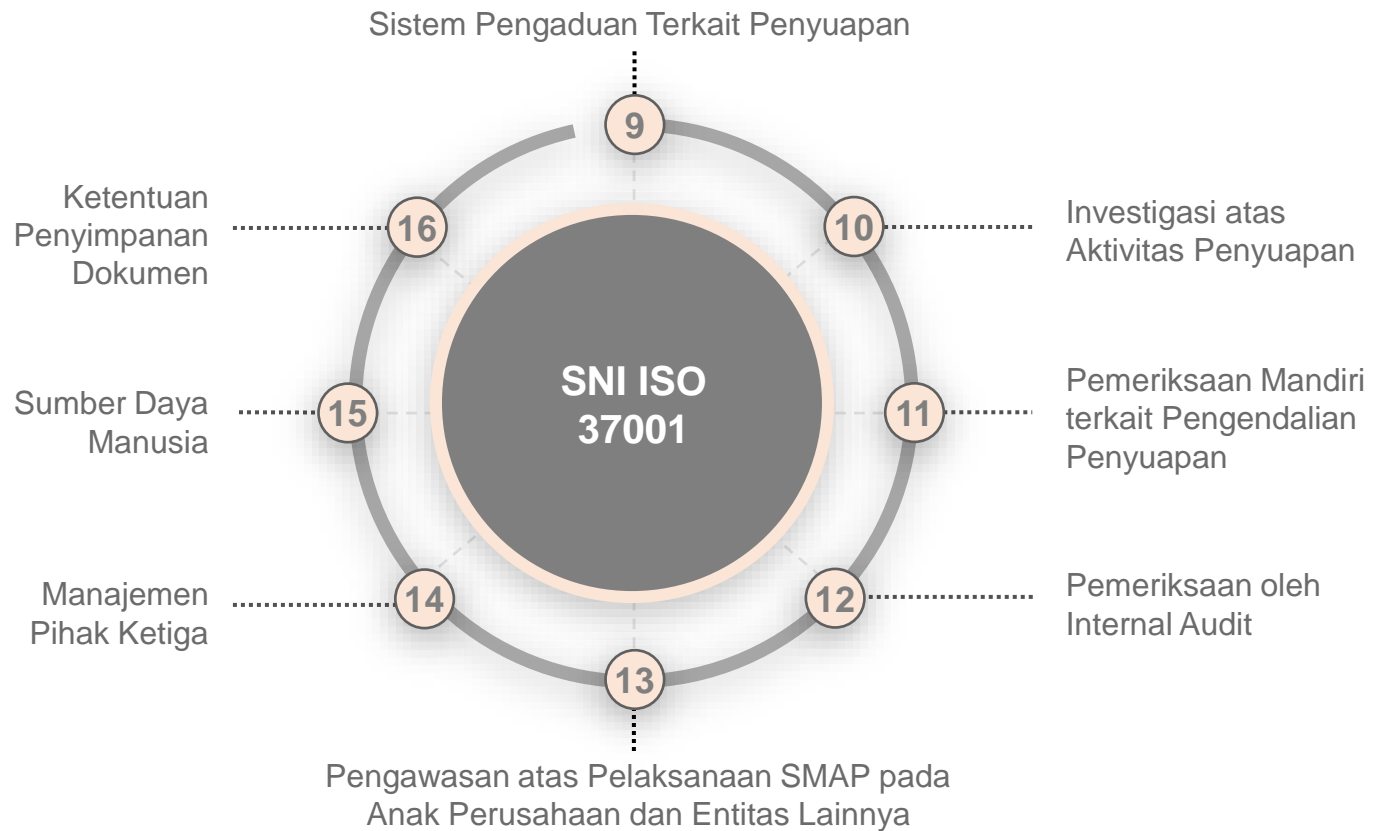 Sistem Pengaduan Terkait Penyuapan
9
10
Investigasi atas
Aktivitas Penyuapan
11
Pemeriksaan Mandiri
terkait Pengendalian
Penyuapan
12
Pemeriksaan oleh
Internal Audit
13
Pengawasan atas Pelaksanaan SMAP pada
Anak Perusahaan dan Entitas Lainnya
14
Manajemen
Pihak Ketiga
15
Sumber Daya
Manusia
16
Ketentuan
Penyimpanan
Dokumen
SNI ISO
37001